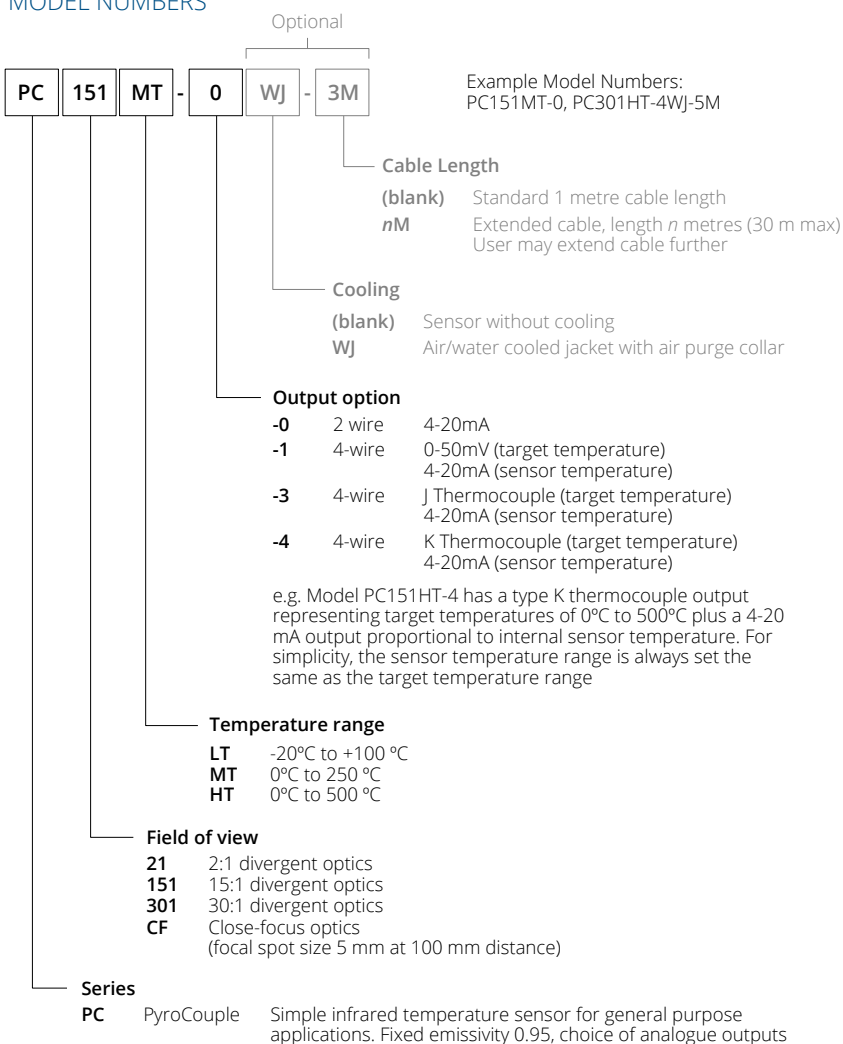 MODEL NUMBERS
Optional
PC 151 MT - 0 WJ - 3M
Example Model Numbers:
PC151MT-0, PC301HT-4WJ-5M
Cable Length
(blank) Standard 1 metre cable length
nM Extended cable, length n metres (30 m max)
User may extend cable further
Cooling
(blank) Sensor without cooling
WJ Air/water cooled jacket with air purge collar
Output option
-0 2 wire 4-20mA
-1 4-wire 0-50mV (target temperature)
4-20mA (sensor temperature)
-3 4-wire J Thermocouple (target temperature)
4-20mA (sensor temperature)
-4 4-wire K Thermocouple (target temperature)
4-20mA (sensor temperature)
e.g. Model PC151HT-4 has a type K thermocouple output
representing target temperatures of 0ºC to 500ºC plus a 4-20
mA output proportional to internal sensor temperature. For
simplicity, the sensor temperature range is always set the
same as the target temperature range
Temperature range
LT -20ºC to +100 ºC
MT 0ºC to 250 ºC
HT 0ºC to 500 ºC
Field of view
21 2:1 divergent optics
151 15:1 divergent optics
301 30:1 divergent optics
CF Close-focus optics
(focal spot size 5 mm at 100 mm distance)
Series
PC PyroCouple Simple infrared temperature sensor for general purpose
applications. Fixed emissivity 0.95, choice of analogue outputs